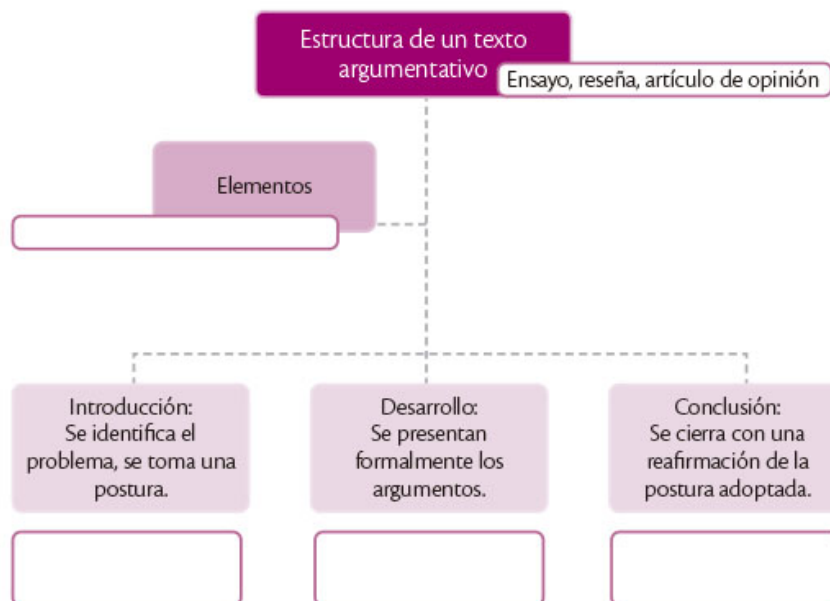 Estructura de un texto
argumentativo
Ensayo, reseña, artículo de opinión
Elementos
Introducción:
Se identifica el
problema, se toma una
postura.
Desarrollo:
Se presentan
formalmente los
argumentos.
Conclusión:
Se cierra con una
reafirmación de la
postura adoptada.